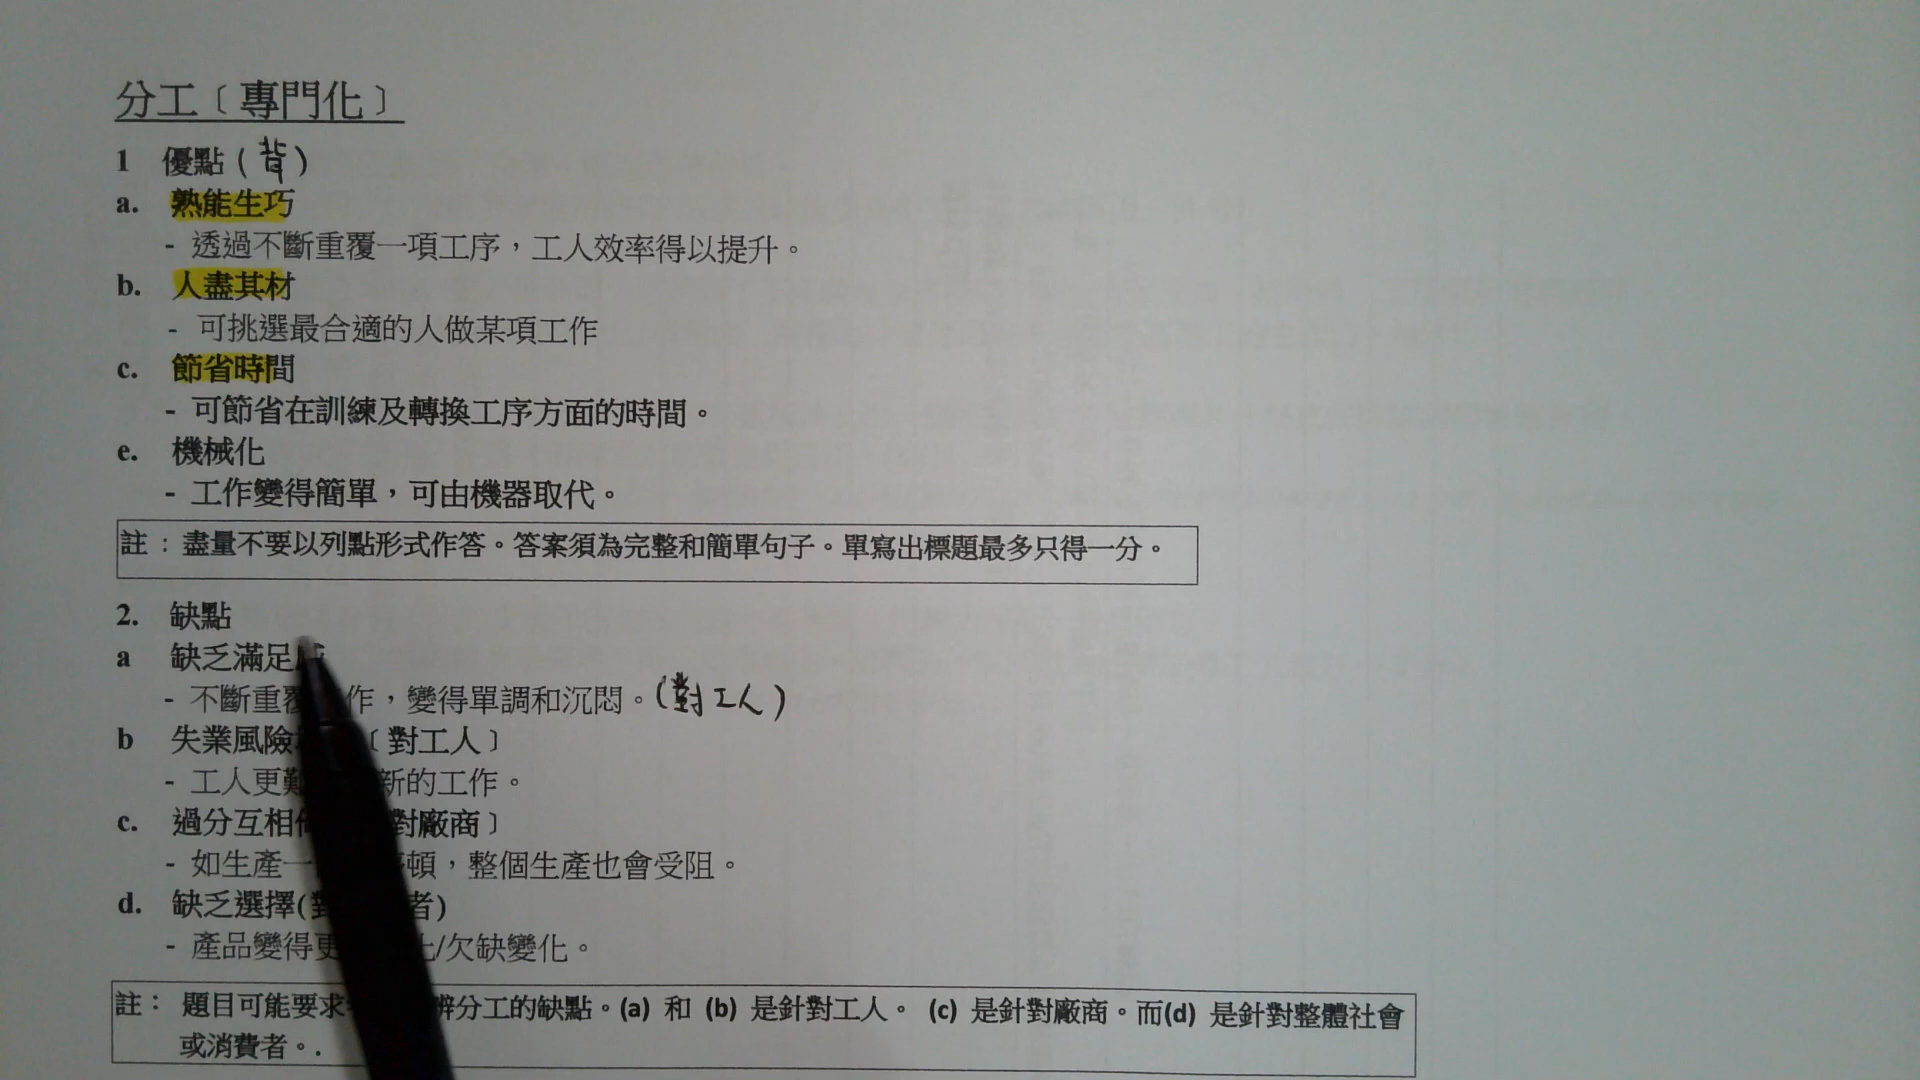 分工﹝專門化﹞
1 優點 (背)
a. 熟能生巧
- 透過不斷重覆一項工序，工人效率得以提升。
b. 人盡其材
- 可挑選最合適的人做某項工作
c. 節省時間
- 可節省在訓練及轉換工序方面的時間。
e. 機械化
- 工作變得簡單，可由機器取代。
註：盡量不要以列點形式作答。答案須為完整和簡單句子。單寫出標題最多只得一分。
2. 缺點
a 缺乏滿足
- 不斷重覆 作，變得單調和沉悶。(對工人)
b 失業風險 ﹝對工人﹞
- 工人更難 新的工作。
c. 過分互相 對廠商﹞
- 如生產一 頓，整個生產也會受阻。
d. 缺乏選擇(對 者)
- 產品變得更 化/欠缺變化。
註： 題目可能要求 辨分工的缺點。(a) 和 (b) 是針對工人。 (c) 是針對廠商。而(d) 是針對整體社會
或消費者。.